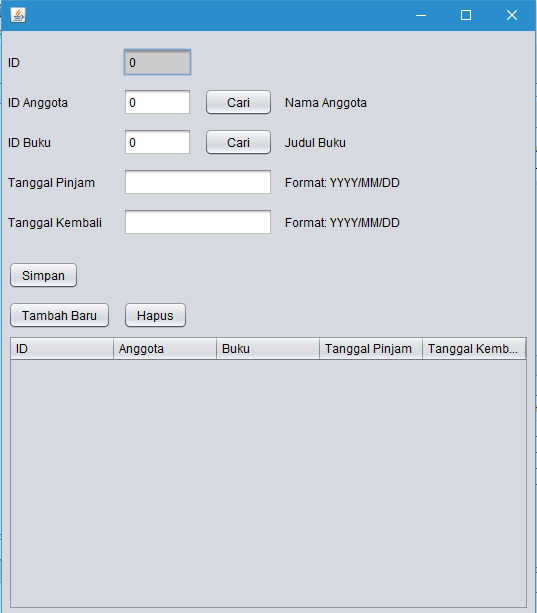 ID 0
ID Anggota 0 Cari Nama Anggota
ID Buku 0 Cari Judul Buku
Tanggal Pinjam Format: YYYY/MM/DD
Tanggal Kembali Format: YYYY/MM/DD
Simpan
Tambah Baru Hapus
ID Anggota Buku Tanggal Pinjam Tanggal Kemb...